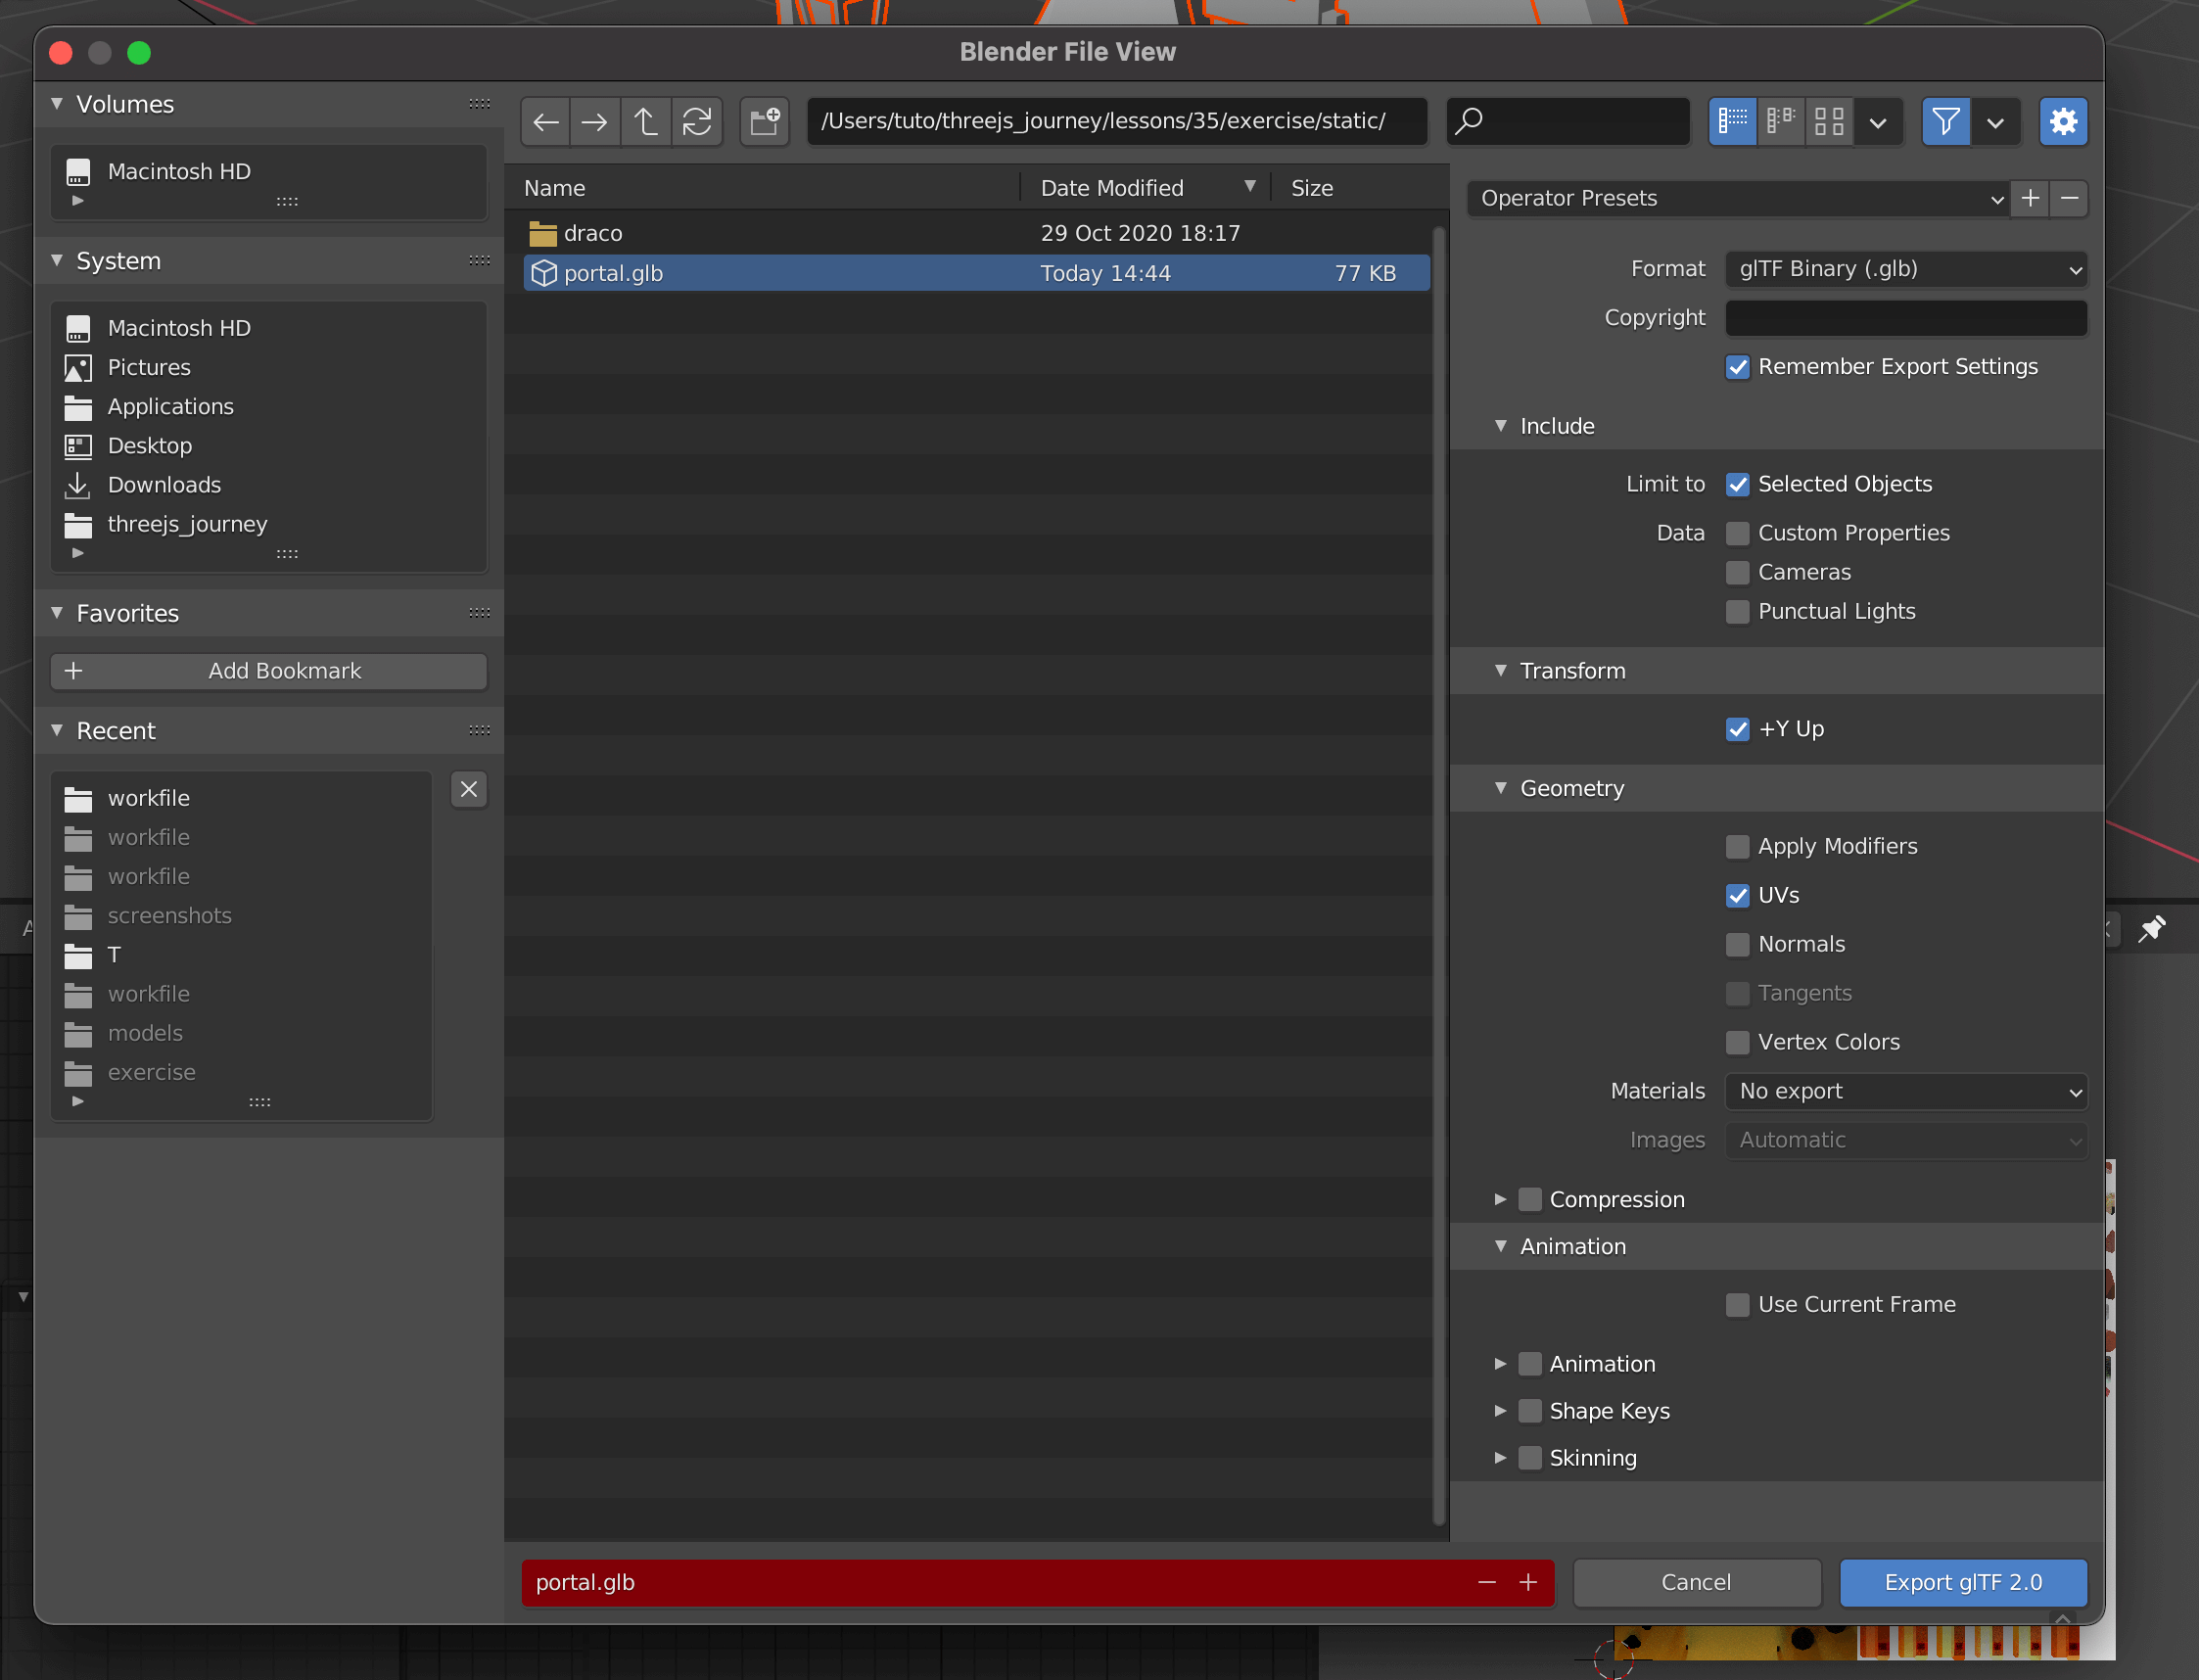 Blender File View
Volumes
Macintosh HD
System
Macintosh HD
Pictures
Applications
Desktop
Downloads
threejs_journey
Favorites
Add Bookmark
Recent
workfile
workfile
workfile
screenshots
T
workfile
models
exercise
/Users/tuto/threejs_journey/lessons/35/exercise/static/
Name Date Modified Size
draco 29 Oct 2020 18:17
portal.glb Today 14:44 77 KB
Operator Presets
Format glTF Binary (.glb)
Copyright
Remember Export Settings
Include
Limit to Selected Objects
Data Custom Properties
Cameras
Punctual Lights
Transform
+Y Up
Geometry
Apply Modifiers
UVs
Normals
Tangents
Vertex Colors
Materials No export
Images Automatic
Compression
Animation
Use Current Frame
Animation
Shape Keys
Skinning
portal.glb
Cancel
Export glTF 2.0